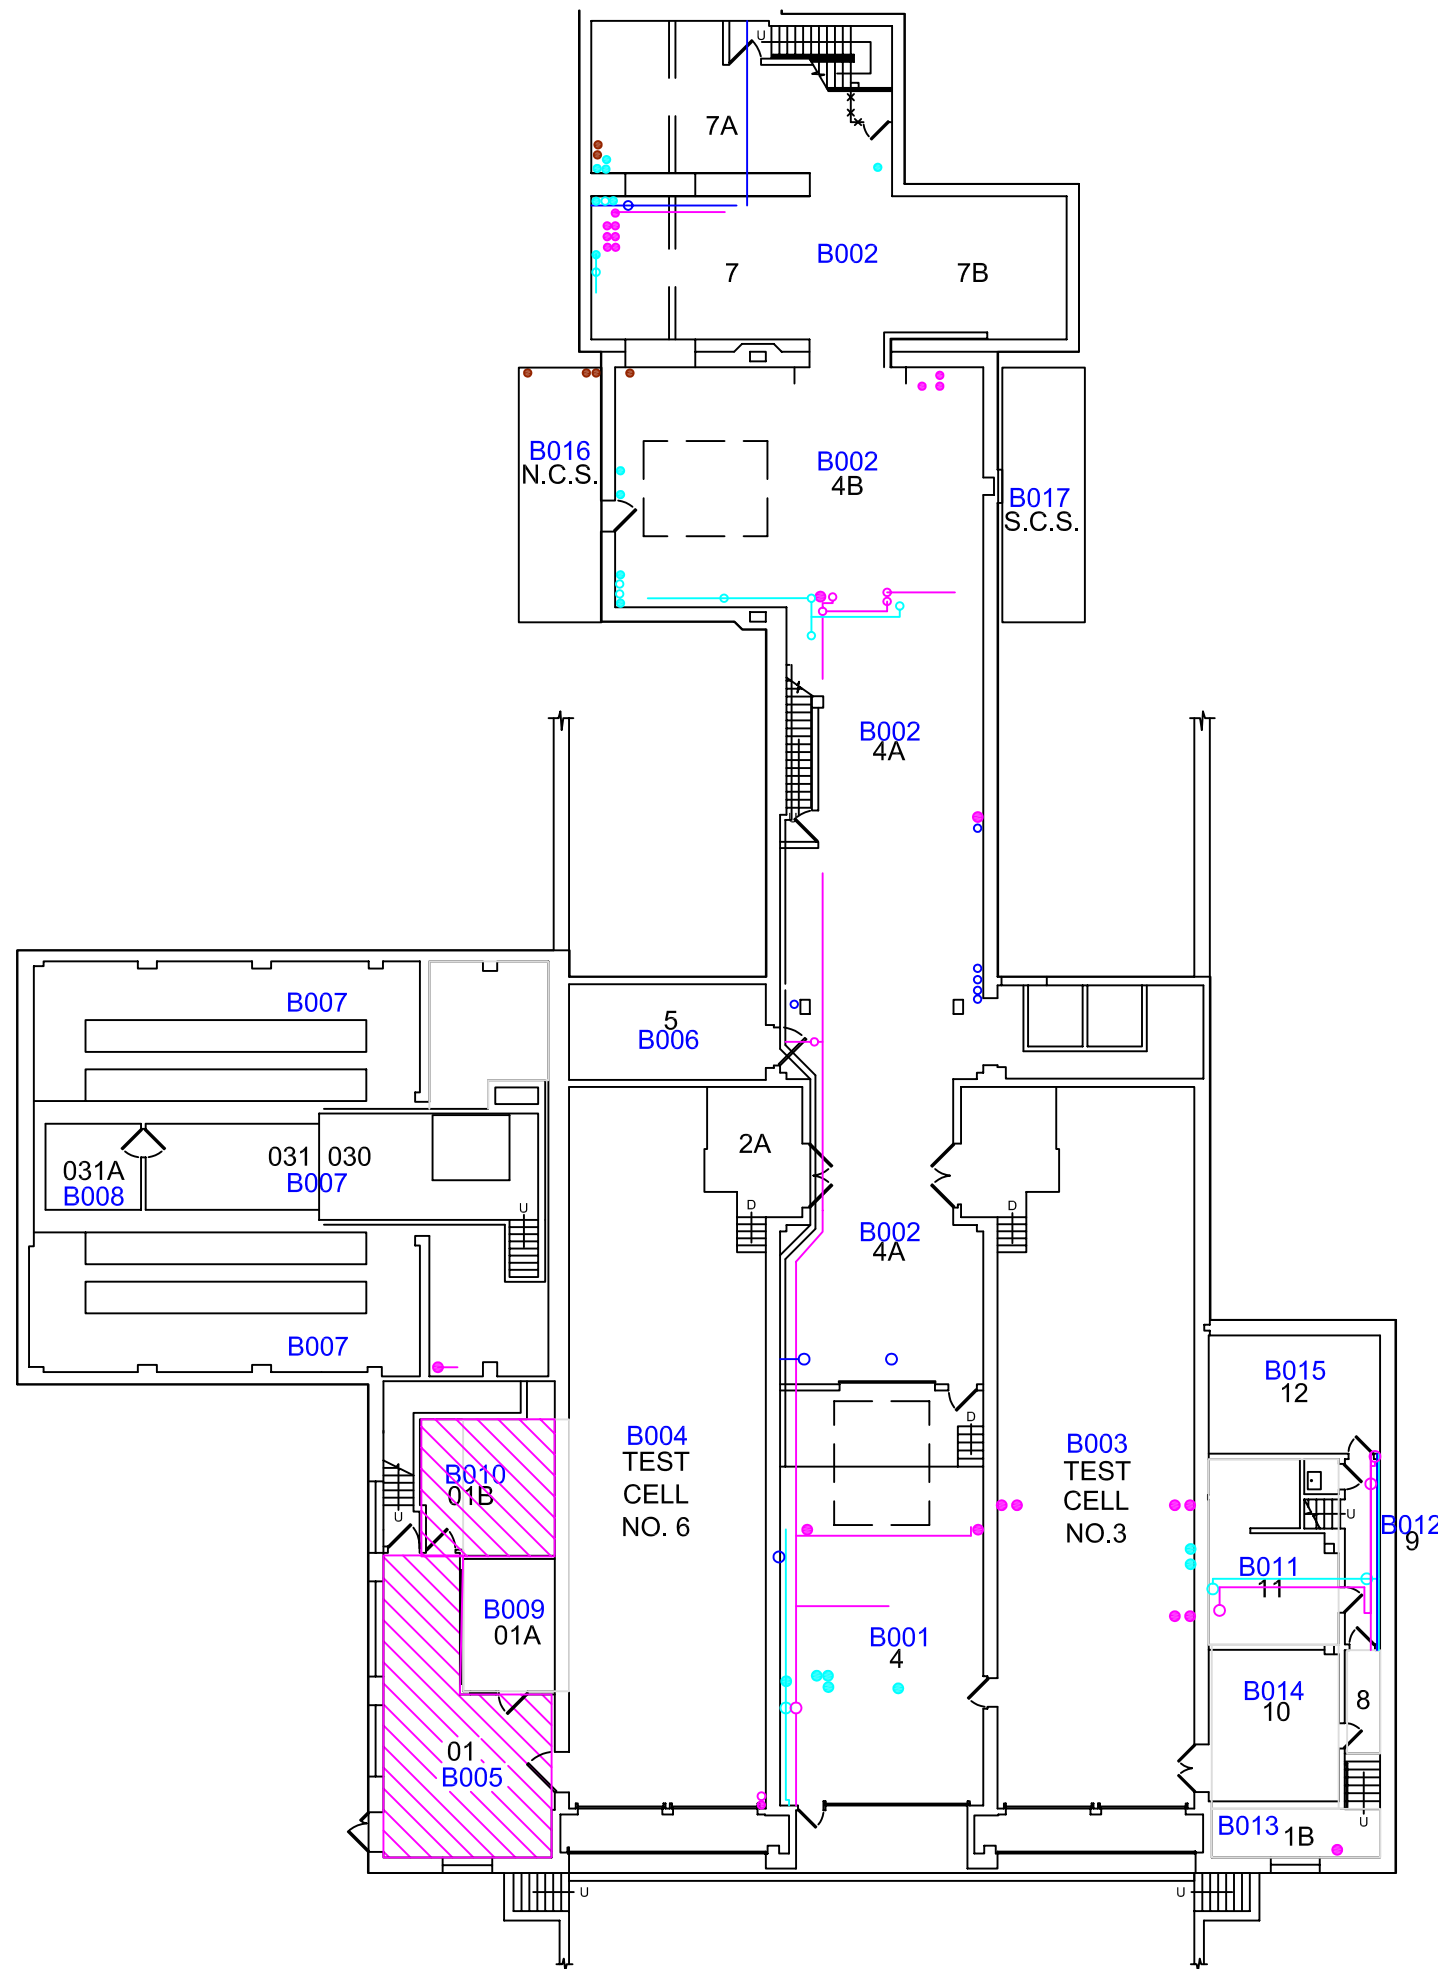 U
7A
B002
7
7B
B016
N.C.S.
B002
4B
B017
S.C.S.
B002
4A
B007
5
B006
2A
031A
B008
031
030
B007
U
D
D
B002
4A
B007
B015
12
B004
TEST
CELL
NO. 6
D
B003
TEST
CELL
NO.3
B010
01B
U
U
B012
9
B011
11
B009
01A
B001
4
B014
10
8
01
B005
B013
1B
U
U
U